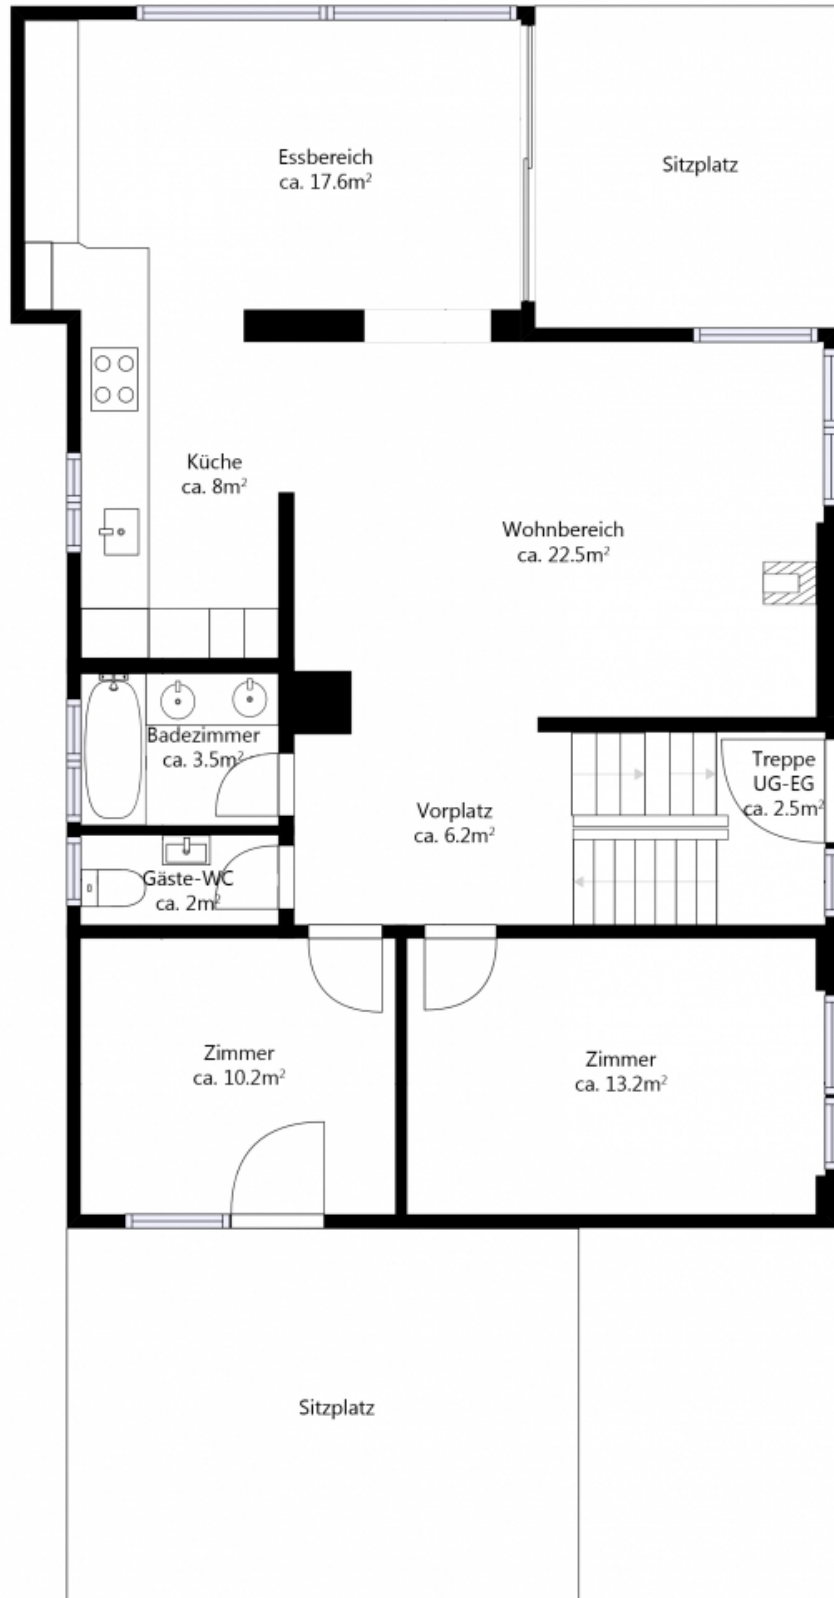 Essbereich
ca. 17.6m²
Sitzplatz
Küche
ca. 8m²
Wohnbereich
ca. 22.5m²
Badezimmer
ca. 3.5m²
Treppe
UG-EG
ca. 2.5m²
Vorplatz
ca. 6.2m²
Gäste-WC
ca. 2m²
Zimmer
ca. 10.2m²
Zimmer
ca. 13.2m²
Sitzplatz